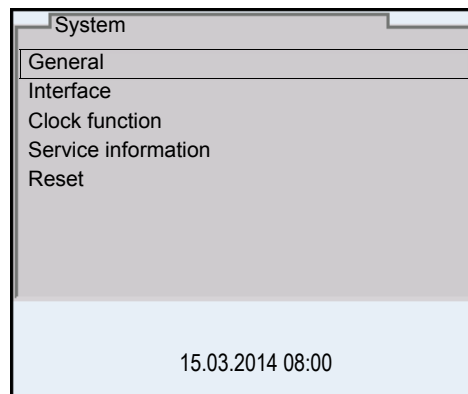 System
General
Interface
Clock function
Service information
Reset
15.03.2014 08:00